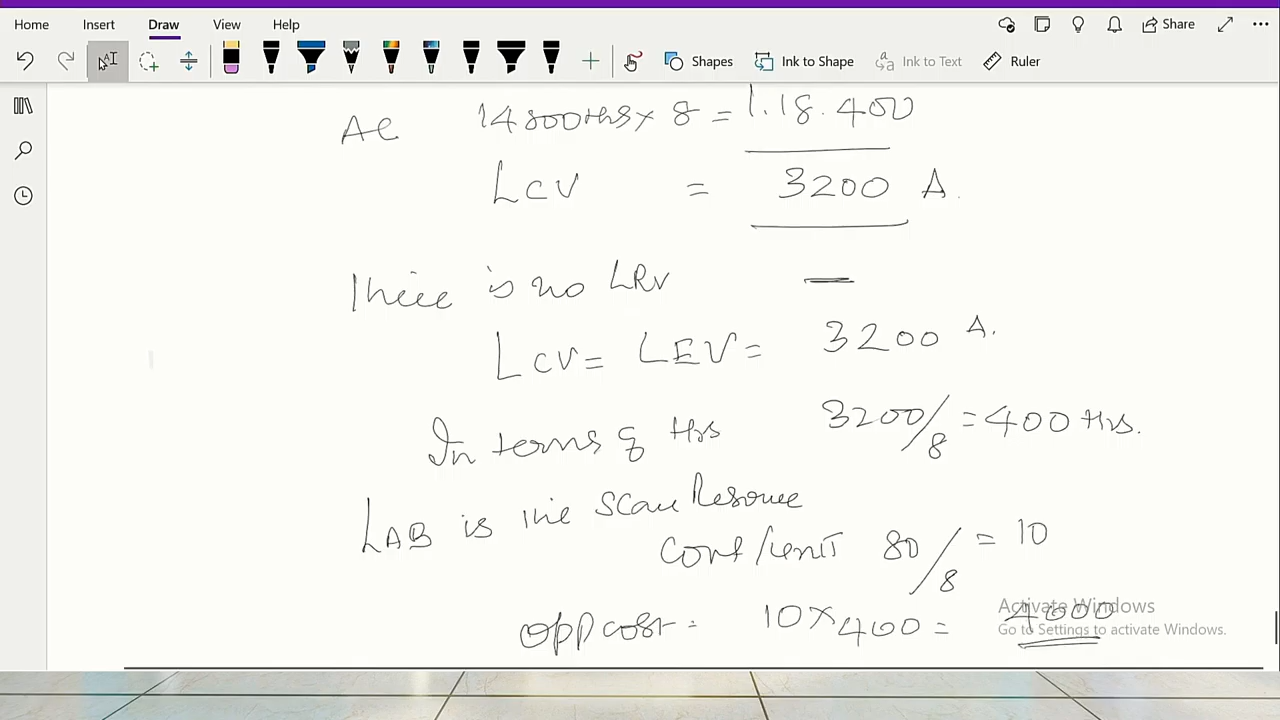 Home Insert Draw View Help Share
Shapes Ink to Shape Ink to Text Ruler
AC 14800Hrs x 8 = 1.18.400
LCV = 3200 A.
There is no LRV —
LCV = LEV = 3200 A.
In terms of Hrs 3200/8 = 400 Hrs.
LAB is the Scar Resource
Cont/unit 80/8 = 10
opp cost = 10 x 400 = 4000
Activate Windows
Go to Settings to activate Windows.